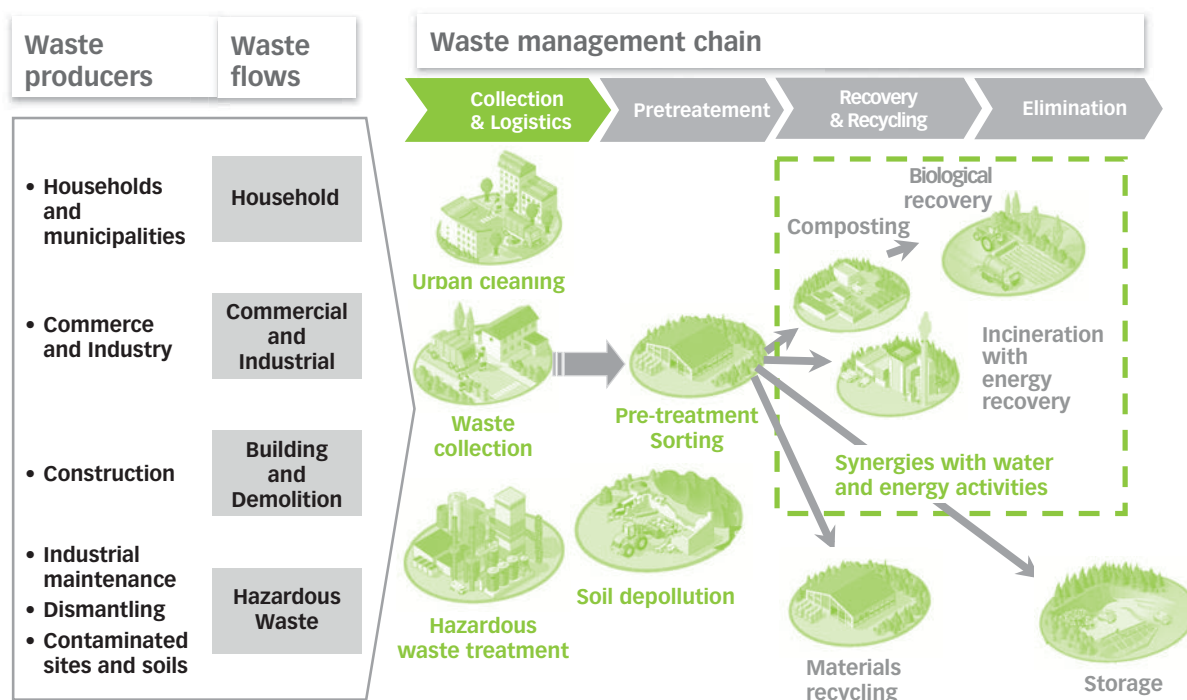 Waste
producers
Waste
flows
Waste management chain
Collection
& Logistics
Pretreatement
Recovery
& Recycling
Elimination
• Households
and
municipalities
Household
• Commerce
and Industry
Commercial
and
Industrial
• Construction
Building
and
Demolition
• Industrial
maintenance
• Dismantling
• Contaminated
sites and soils
Hazardous
Waste
Urban cleaning
Waste
collection
Hazardous
waste treatment
Pre-treatment
Sorting
Soil depollution
Biological
recovery
Composting
Incineration
with
energy
recovery
Synergies with water
and energy activities
Materials
recycling
Storage